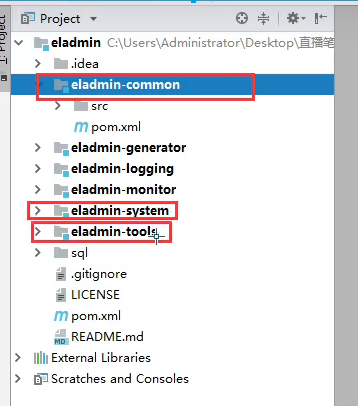 1: Project
Project
eladmin C:\Users\Administrator\Desktop\直播笔
.idea
eladmin-common
src
pom.xml
eladmin-generator
eladmin-logging
eladmin-monitor
eladmin-system
eladmin-tools
sql
.gitignore
LICENSE
pom.xml
README.md
External Libraries
Scratches and Consoles